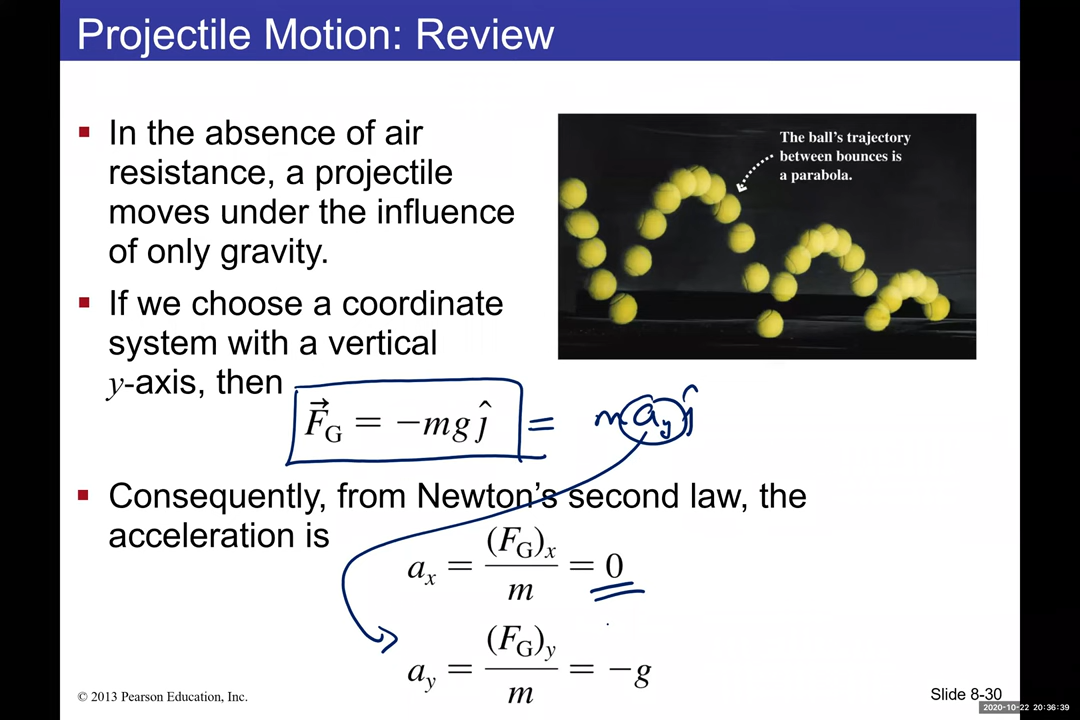 Projectile Motion: Review
▪ In the absence of air
resistance, a projectile
moves under the influence
of only gravity.
▪ If we choose a coordinate
system with a vertical
y-axis, then
F⃗_G = −mg ĵ = m a_y ĵ
▪ Consequently, from Newton's second law, the
acceleration is
a_x = (F_G)_x / m = 0
a_y = (F_G)_y / m = −g
The ball's trajectory
between bounces is
a parabola.
© 2013 Pearson Education, Inc.
Slide 8-30
2020-10-22 20:36:39